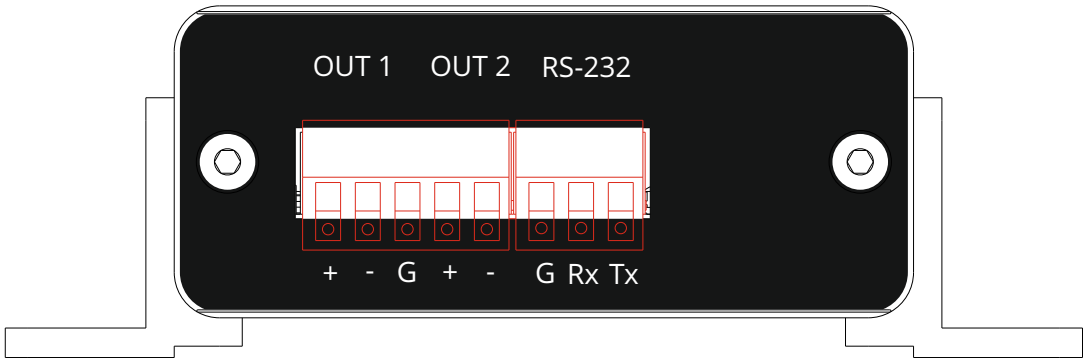 OUT 1 OUT 2 RS-232
+ - G + - G Rx Tx